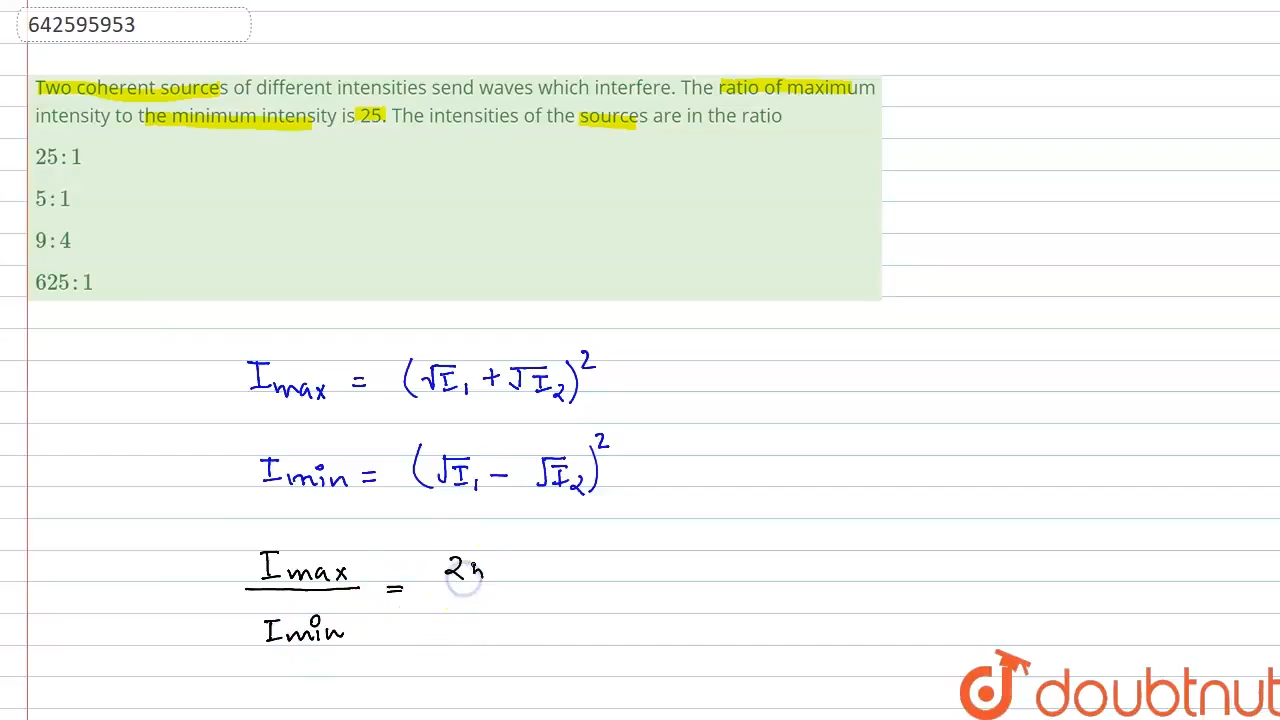 642595953
Two coherent sources of different intensities send waves which interfere. The ratio of maximum
intensity to the minimum intensity is 25. The intensities of the sources are in the ratio
25 : 1
5 : 1
9 : 4
625 : 1
Imax = (√I₁ + √I₂)²
Imin = (√I₁ − √I₂)²
Imax / Imin = 2
doubtnut